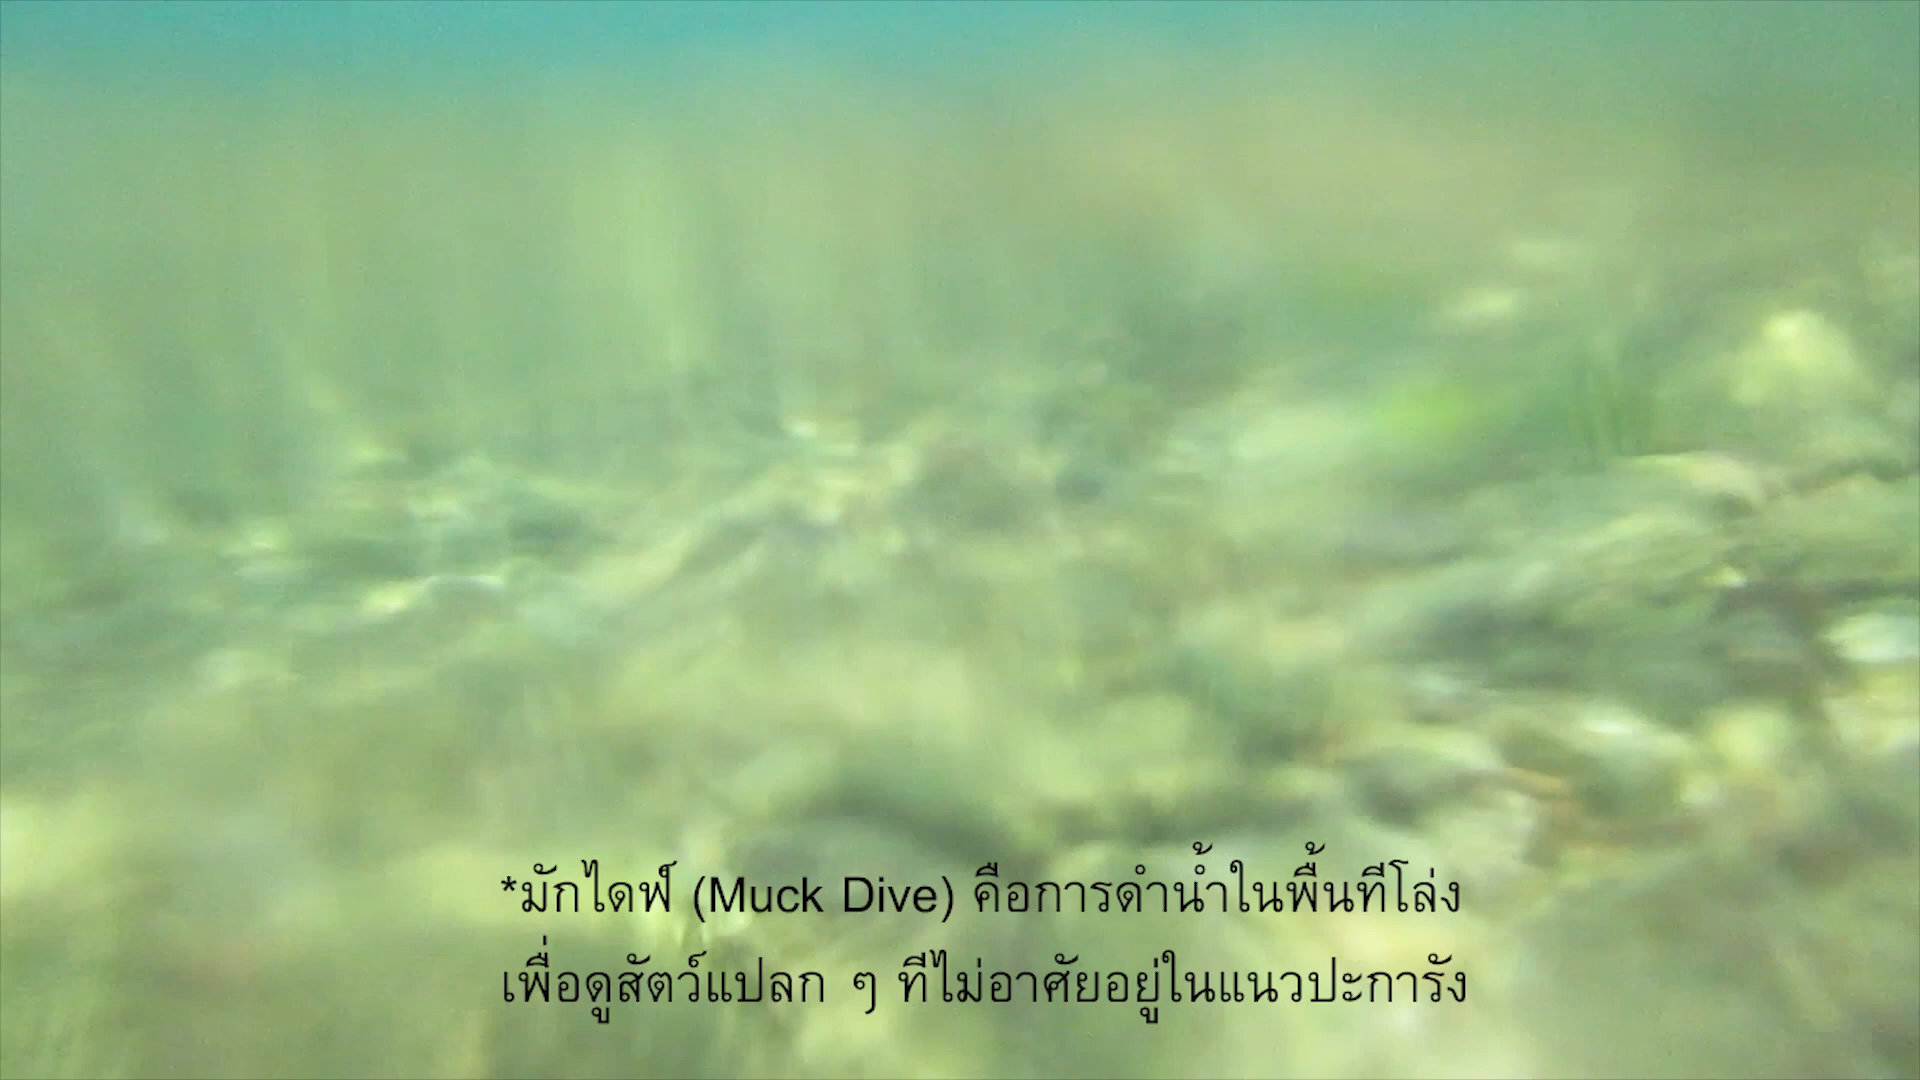 *มักไดฟ์ (Muck Dive) คือการดำน้ำในพื้นทีโล่ง
เพื่อดูสัตว์แปลก ๆ ทีไม่อาศัยอยู่ในแนวปะการัง